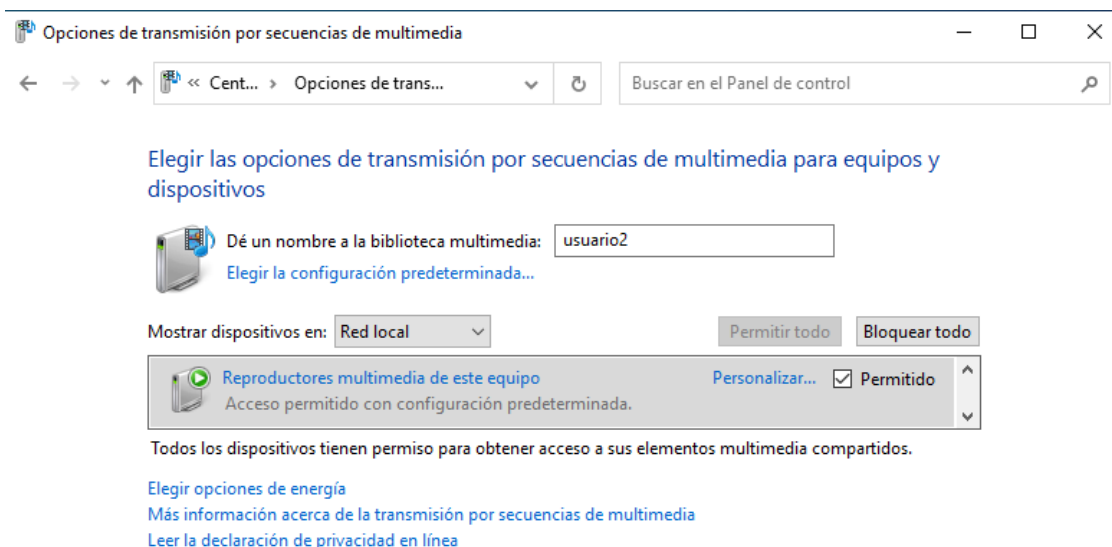 Opciones de transmisión por secuencias de multimedia
« Cent... › Opciones de trans... Buscar en el Panel de control
Elegir las opciones de transmisión por secuencias de multimedia para equipos y
dispositivos
Dé un nombre a la biblioteca multimedia: usuario2
Elegir la configuración predeterminada...
Mostrar dispositivos en: Red local Permitir todo Bloquear todo
Reproductores multimedia de este equipo Personalizar... Permitido
Acceso permitido con configuración predeterminada.
Todos los dispositivos tienen permiso para obtener acceso a sus elementos multimedia compartidos.
Elegir opciones de energía
Más información acerca de la transmisión por secuencias de multimedia
Leer la declaración de privacidad en línea